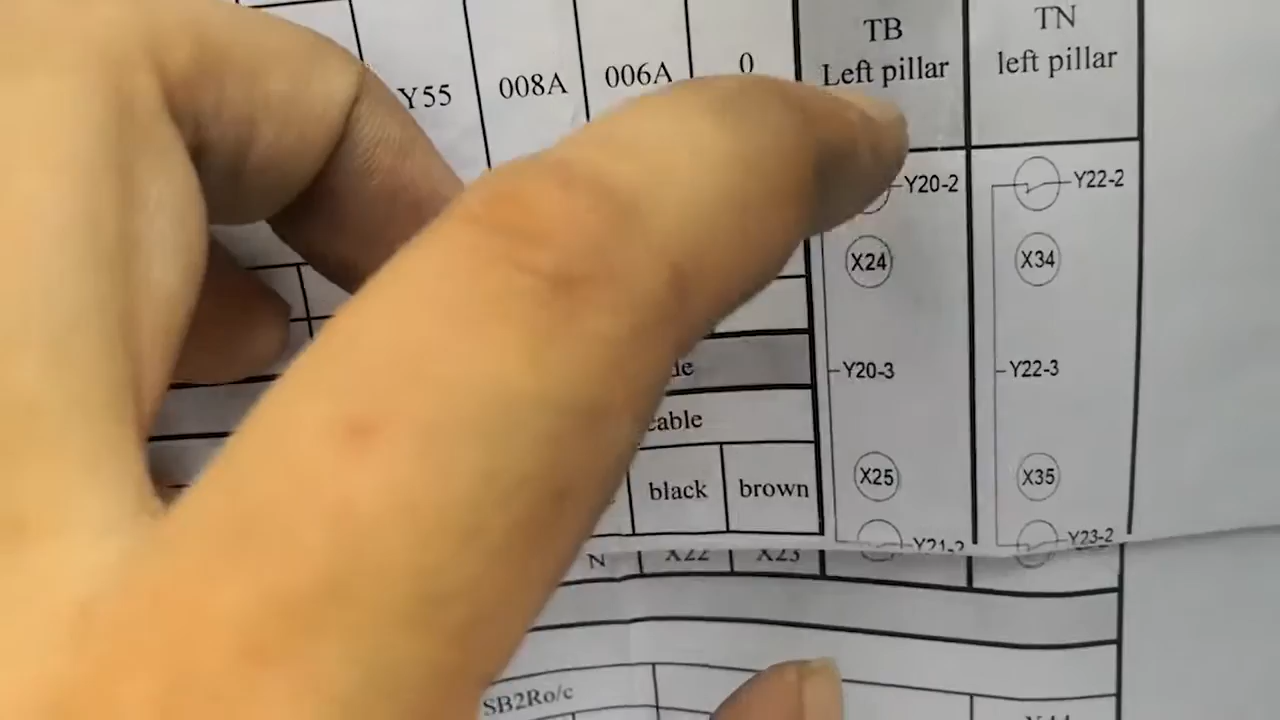 Y55
008A
006A
0
TB
Left pillar
TN
left pillar
Y20-2
Y22-2
X24
X34
Y20-3
Y22-3
cable
X25
X35
black
brown
Y21-2
Y23-2
N
X22
X23
SB2Ro/c